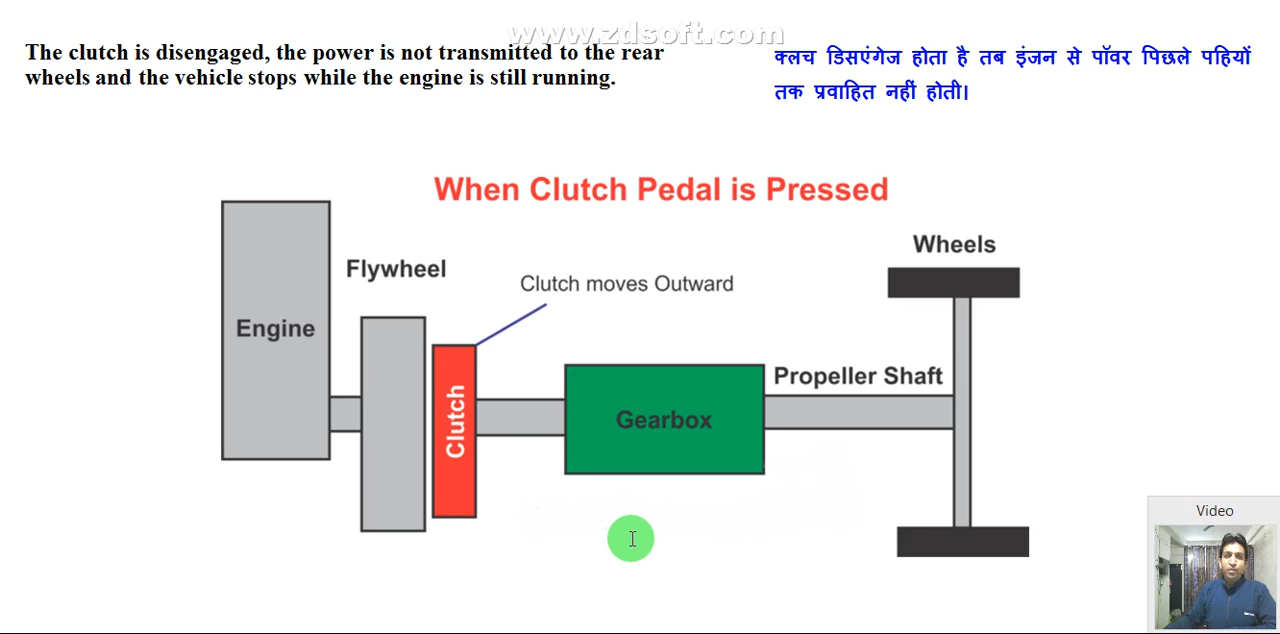 www.zdsoft.com
The clutch is disengaged, the power is not transmitted to the rear
wheels and the vehicle stops while the engine is still running.
क्लच डिसएंगेज होता है तब इंजन से पॉवर पिछले पहियों
तक प्रवाहित नहीं होती।
When Clutch Pedal is Pressed
Wheels
Flywheel
Clutch moves Outward
Engine
Propeller Shaft
Clutch
Gearbox
Video